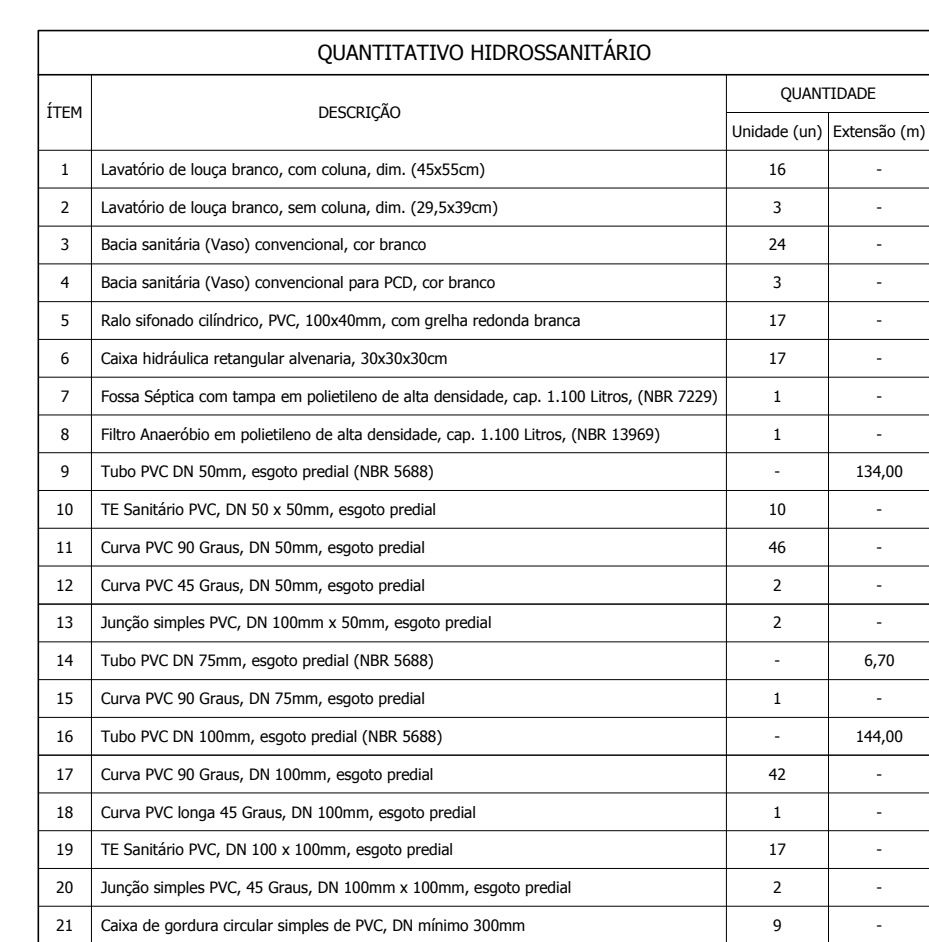 QUANTITATIVO HIDROSSANITÁRIO
ÍTEM DESCRIÇÃO QUANTIDADE
Unidade (un) Extensão (m)
1 Lavatório de louça branco, com coluna, dim. (45x55cm) 16 -
2 Lavatório de louça branco, sem coluna, dim. (29,5x39cm) 3 -
3 Bacia sanitária (Vaso) convencional, cor branco 24 -
4 Bacia sanitária (Vaso) convencional para PCD, cor branco 3 -
5 Ralo sifonado cilíndrico, PVC, 100x40mm, com grelha redonda branca 17 -
6 Caixa hidráulica retangular alvenaria, 30x30x30cm 17 -
7 Fossa Séptica com tampa em polietileno de alta densidade, cap. 1.100 Litros, (NBR 7229) 1 -
8 Filtro Anaeróbio em polietileno de alta densidade, cap. 1.100 Litros, (NBR 13969) 1 -
9 Tubo PVC DN 50mm, esgoto predial (NBR 5688) - 134,00
10 TE Sanitário PVC, DN 50 x 50mm, esgoto predial 10 -
11 Curva PVC 90 Graus, DN 50mm, esgoto predial 46 -
12 Curva PVC 45 Graus, DN 50mm, esgoto predial 2 -
13 Junção simples PVC, DN 100mm x 50mm, esgoto predial 2 -
14 Tubo PVC DN 75mm, esgoto predial (NBR 5688) - 6,70
15 Curva PVC 90 Graus, DN 75mm, esgoto predial 1 -
16 Tubo PVC DN 100mm, esgoto predial (NBR 5688) - 144,00
17 Curva PVC 90 Graus, DN 100mm, esgoto predial 42 -
18 Curva PVC longa 45 Graus, DN 100mm, esgoto predial 1 -
19 TE Sanitário PVC, DN 100 x 100mm, esgoto predial 17 -
20 Junção simples PVC, 45 Graus, DN 100mm x 100mm, esgoto predial 2 -
21 Caixa de gordura circular simples de PVC, DN mínimo 300mm 9 -